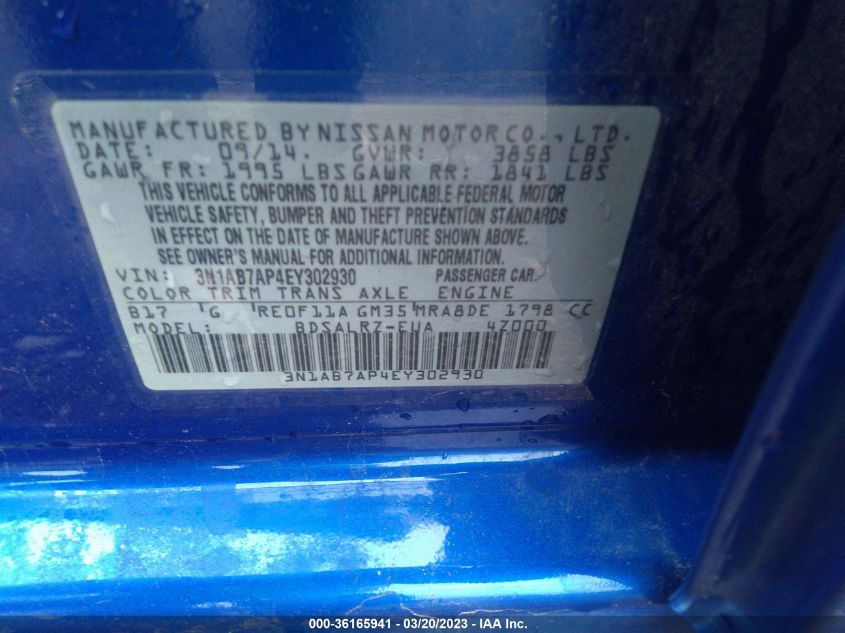 MANUFACTURED BY NISSAN MOTOR CO., LTD.
DATE: 09/14. GVWR: 3858 LBS
GAWR FR: 1995 LBS GAWR RR: 1841 LBS
THIS VEHICLE CONFORMS TO ALL APPLICABLE FEDERAL MOTOR
VEHICLE SAFETY, BUMPER AND THEFT PREVENTION STANDARDS
IN EFFECT ON THE DATE OF MANUFACTURE SHOWN ABOVE.
SEE OWNER'S MANUAL FOR ADDITIONAL INFORMATION.
VIN: 3N1AB7AP4EY302930 PASSENGER CAR.
COLOR TRIM TRANS AXLE ENGINE
B17 G RE0F11A GM35 MRA8DE 1798 CC
MODEL: BDSALRZ-EUA 4Z000
3N1AB7AP4EY302930
000-36165941 - 03/20/2023 - IAA Inc.